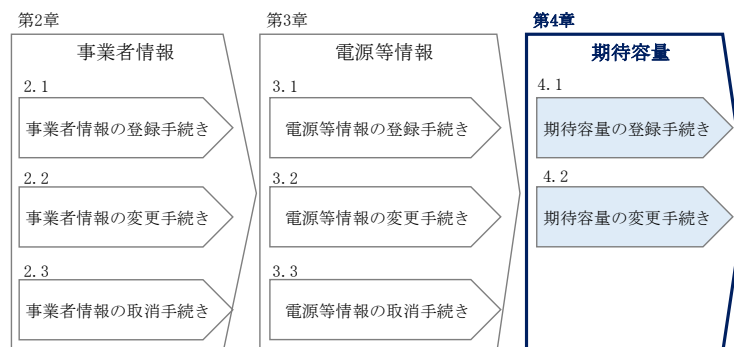 第2章
事業者情報
2.1
事業者情報の登録手続き
2.2
事業者情報の変更手続き
2.3
事業者情報の取消手続き
第3章
電源等情報
3.1
電源等情報の登録手続き
3.2
電源等情報の変更手続き
3.3
電源等情報の取消手続き
第4章
期待容量
4.1
期待容量の登録手続き
4.2
期待容量の変更手続き